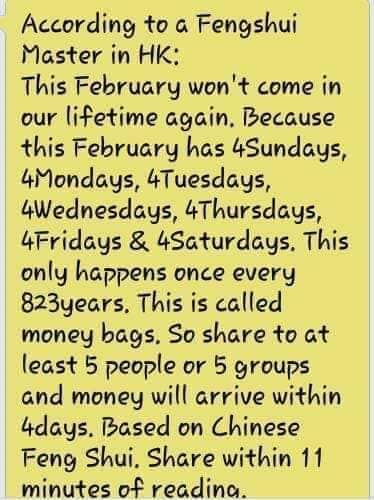 According to a Fengshui
Master in HK:
This February won't come in
our lifetime again. Because
this February has 4Sundays,
4Mondays, 4Tuesdays,
4Wednesdays, 4Thursdays,
4Fridays & 4Saturdays. This
only happens once every
823years. This is called
money bags. So share to at
least 5 people or 5 groups
and money will arrive within
4days. Based on Chinese
Feng Shui. Share within 11
minutes of reading.